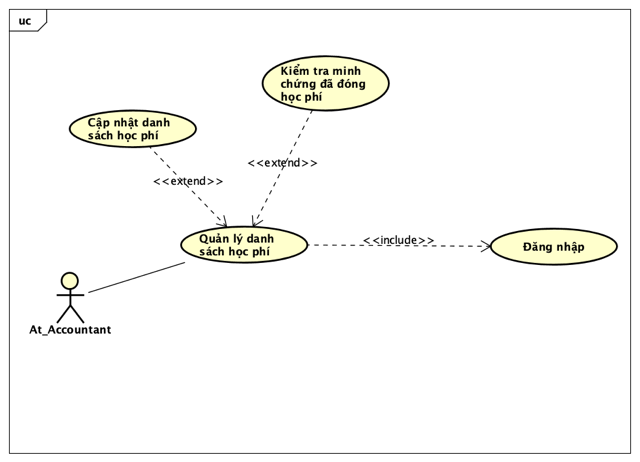 uc
Kiểm tra minh
chứng đã đóng
học phí
Cập nhật danh
sách học phí
<<extend>>
<<extend>>
Quản lý danh
sách học phí
<<include>>
Đăng nhập
At_Accountant